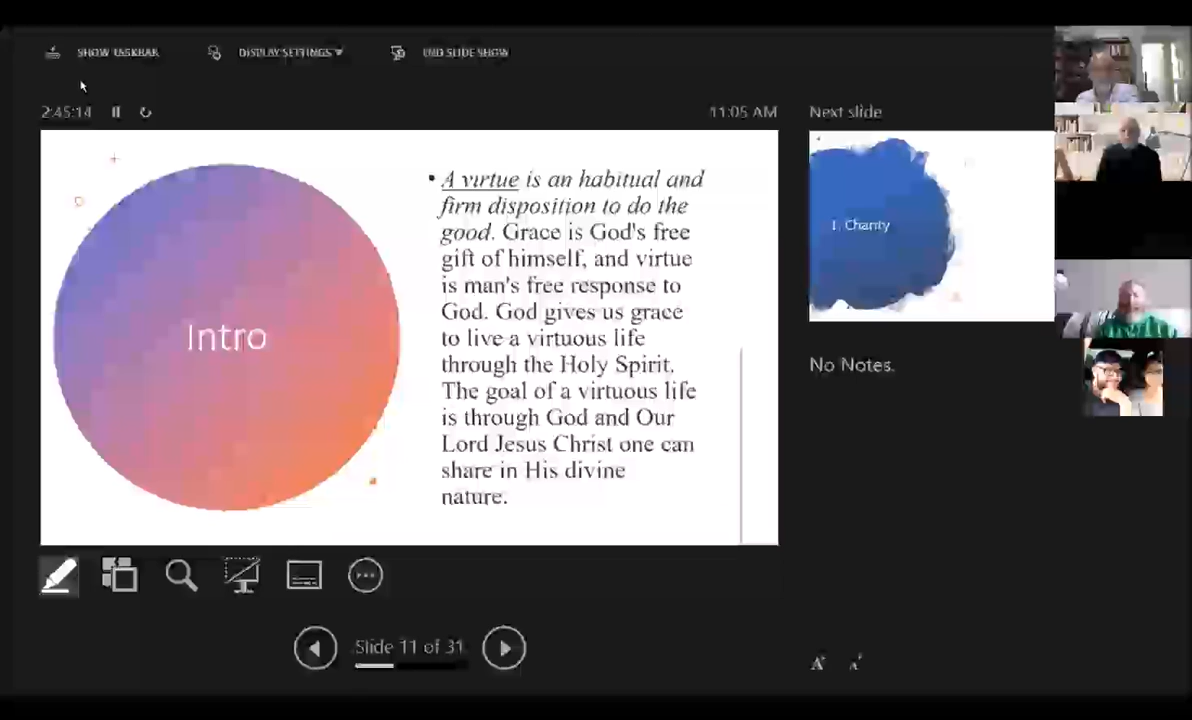 SHOW TASKBAR
DISPLAY SETTINGS
END SLIDE SHOW
2:45:14
11:05 AM
Next slide
Intro
• A virtue is an habitual and
firm disposition to do the
good. Grace is God's free
gift of himself, and virtue
is man's free response to
God. God gives us grace
to live a virtuous life
through the Holy Spirit.
The goal of a virtuous life
is through God and Our
Lord Jesus Christ one can
share in His divine
nature.
1. Charity
No Notes.
Slide 11 of 31
A A